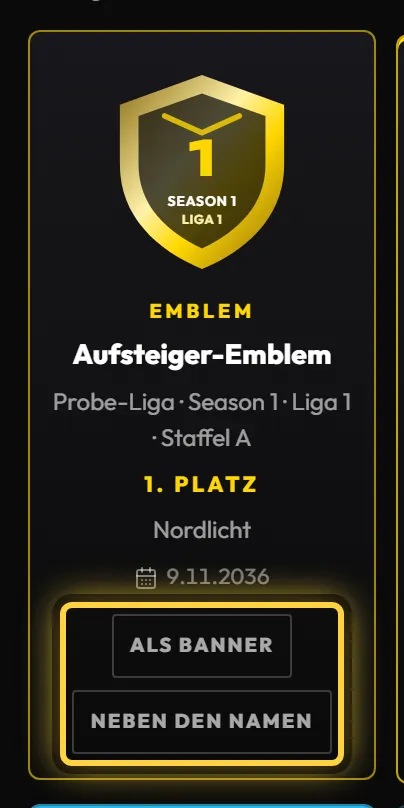 1
SEASON 1
LIGA 1
EMBLEM
Aufsteiger-Emblem
Probe-Liga · Season 1 · Liga 1
· Staffel A
1. PLATZ
Nordlicht
9.11.2036
ALS BANNER
NEBEN DEN NAMEN